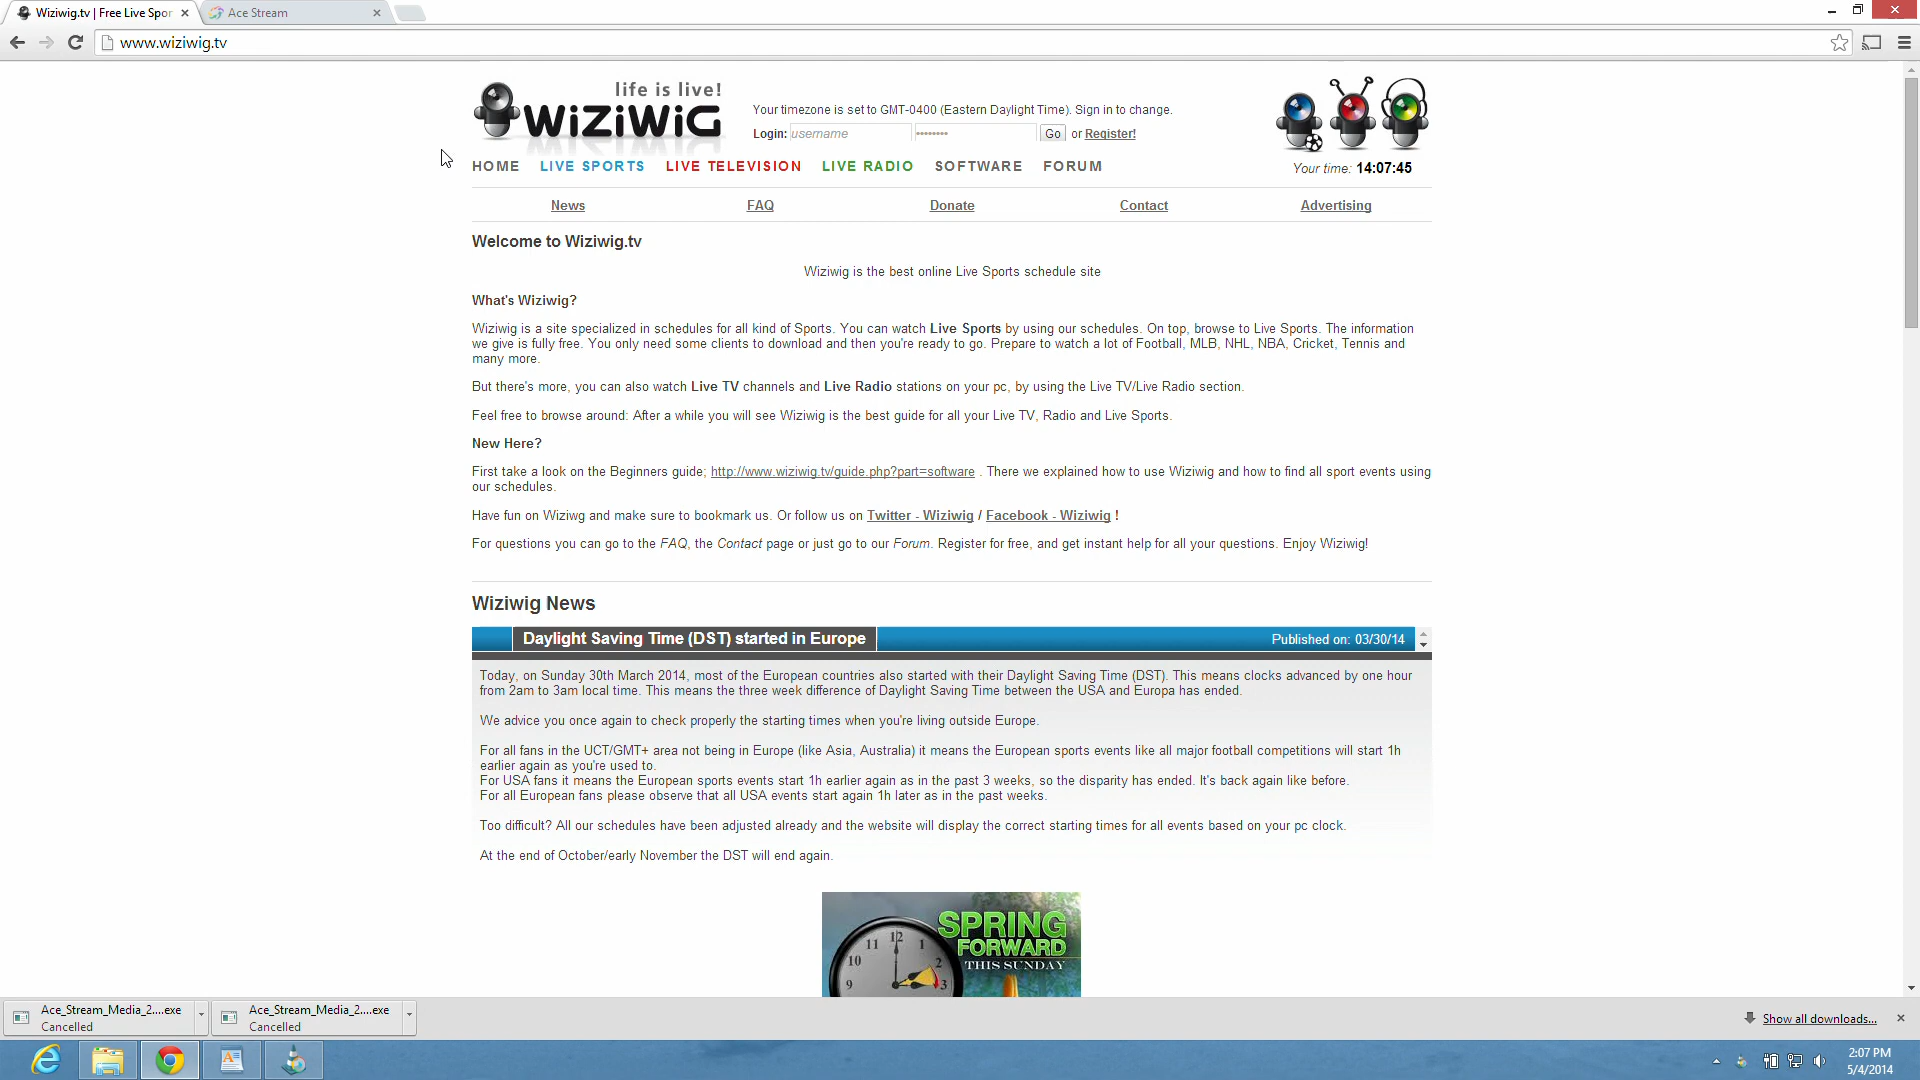 Wiziwig.tv | Free Live Spor
Ace Stream
www.wiziwig.tv
life is live!
WiZiWiG
Your timezone is set to GMT-0400 (Eastern Daylight Time). Sign in to change.
Login: username •••••••• Go or Register!
HOME LIVE SPORTS LIVE TELEVISION LIVE RADIO SOFTWARE FORUM
Your time: 14:07:45
News FAQ Donate Contact Advertising
Welcome to Wiziwig.tv
Wiziwig is the best online Live Sports schedule site
What's Wiziwig?
Wiziwig is a site specialized in schedules for all kind of Sports. You can watch Live Sports by using our schedules. On top, browse to Live Sports. The information
we give is fully free. You only need some clients to download and then you're ready to go. Prepare to watch a lot of Football, MLB, NHL, NBA, Cricket, Tennis and
many more.
But there's more, you can also watch Live TV channels and Live Radio stations on your pc, by using the Live TV/Live Radio section.
Feel free to browse around: After a while you will see Wiziwig is the best guide for all your Live TV, Radio and Live Sports.
New Here?
First take a look on the Beginners guide; http://www.wiziwig.tv/guide.php?part=software . There we explained how to use Wiziwig and how to find all sport events using
our schedules.
Have fun on Wiziwg and make sure to bookmark us. Or follow us on Twitter - Wiziwig / Facebook - Wiziwig !
For questions you can go to the FAQ, the Contact page or just go to our Forum. Register for free, and get instant help for all your questions. Enjoy Wiziwig!
Wiziwig News
Daylight Saving Time (DST) started in Europe
Published on: 03/30/14
Today, on Sunday 30th March 2014, most of the European countries also started with their Daylight Saving Time (DST). This means clocks advanced by one hour
from 2am to 3am local time. This means the three week difference of Daylight Saving Time between the USA and Europa has ended.
We advice you once again to check properly the starting times when you're living outside Europe.
For all fans in the UCT/GMT+ area not being in Europe (like Asia, Australia) it means the European sports events like all major football competitions will start 1h
earlier again as you're used to.
For USA fans it means the European sports events start 1h earlier again as in the past 3 weeks, so the disparity has ended. It's back again like before.
For all European fans please observe that all USA events start again 1h later as in the past weeks.
Too difficult? All our schedules have been adjusted already and the website will display the correct starting times for all events based on your pc clock.
At the end of October/early November the DST will end again.
SPRING
FORWARD
THIS SUNDAY
11 12 1
10 2
9 3
Ace_Stream_Media_2....exe
Cancelled
Ace_Stream_Media_2....exe
Cancelled
Show all downloads...
2:07 PM
5/4/2014